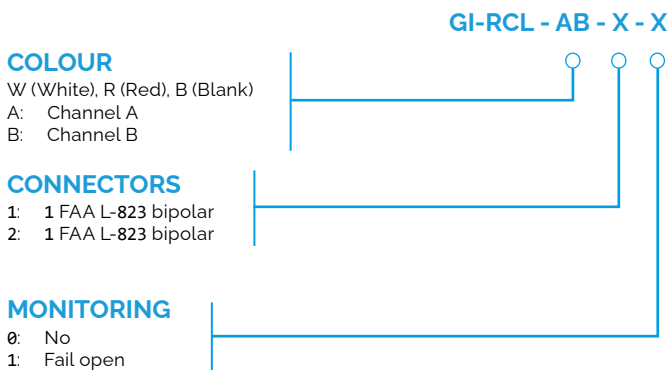 GI-RCL - AB - X - X
COLOUR
W (White), R (Red), B (Blank)
A: Channel A
B: Channel B
CONNECTORS
1: 1 FAA L-823 bipolar
2: 1 FAA L-823 bipolar
MONITORING
0: No
1: Fail open